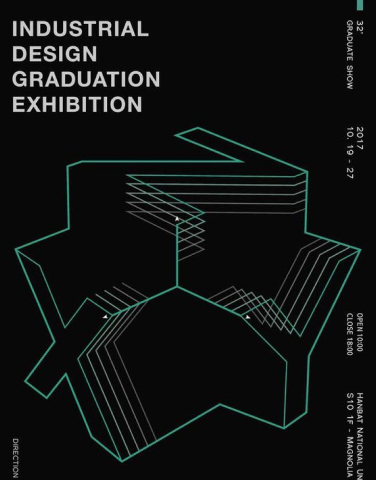 INDUSTRIAL
DESIGN
GRADUATION
EXHIBITION
32'
GRADUATE SHOW
2017
10. 19 - 27
OPEN 10:00
CLOSE 18:00
HANBAT NATIONAL UN
S10 1F - MAGNOLIA
DIRECTION